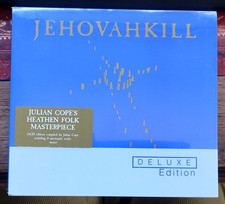 JEHOVAHKILL
JULIAN COPE'S
HEATHEN FOLK
MASTERPIECE
DELUXE
Edition